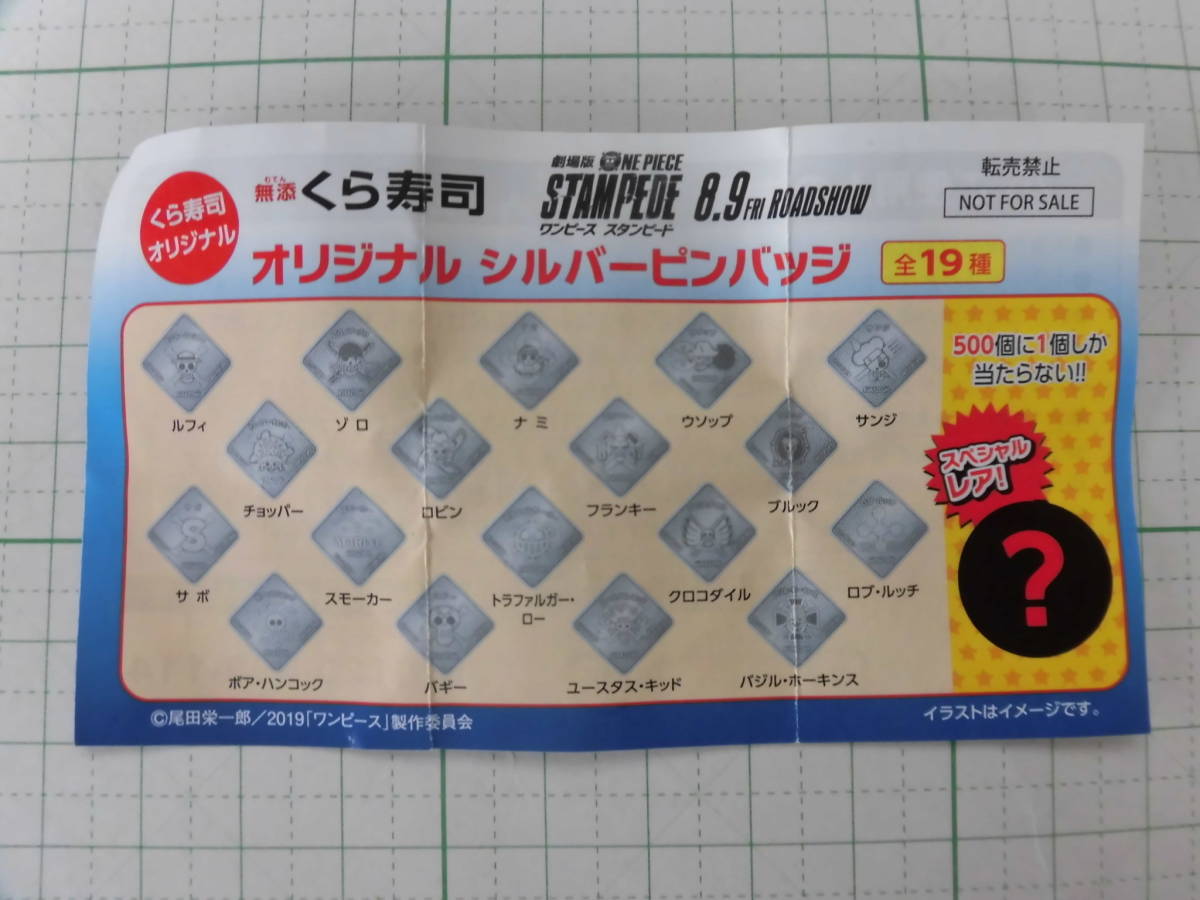 くら寿司
オリジナル
むてん
無添くら寿司
劇場版 ONE PIECE
STAMPEDE
ワンピース スタンピード
8.9 FRI ROADSHOW
転売禁止
NOT FOR SALE
オリジナル シルバーピンバッジ
全19種
ルフィ
ゾロ
ナミ
ウソップ
サンジ
チョッパー
ロビン
フランキー
ブルック
サボ
スモーカー
トラファルガー・
ロー
クロコダイル
ロブ・ルッチ
ボア・ハンコック
バギー
ユースタス・キッド
バジル・ホーキンス
500個に1個しか
当たらない!!
スペシャル
レア!
?
©尾田栄一郎/2019「ワンピース」製作委員会
イラストはイメージです。